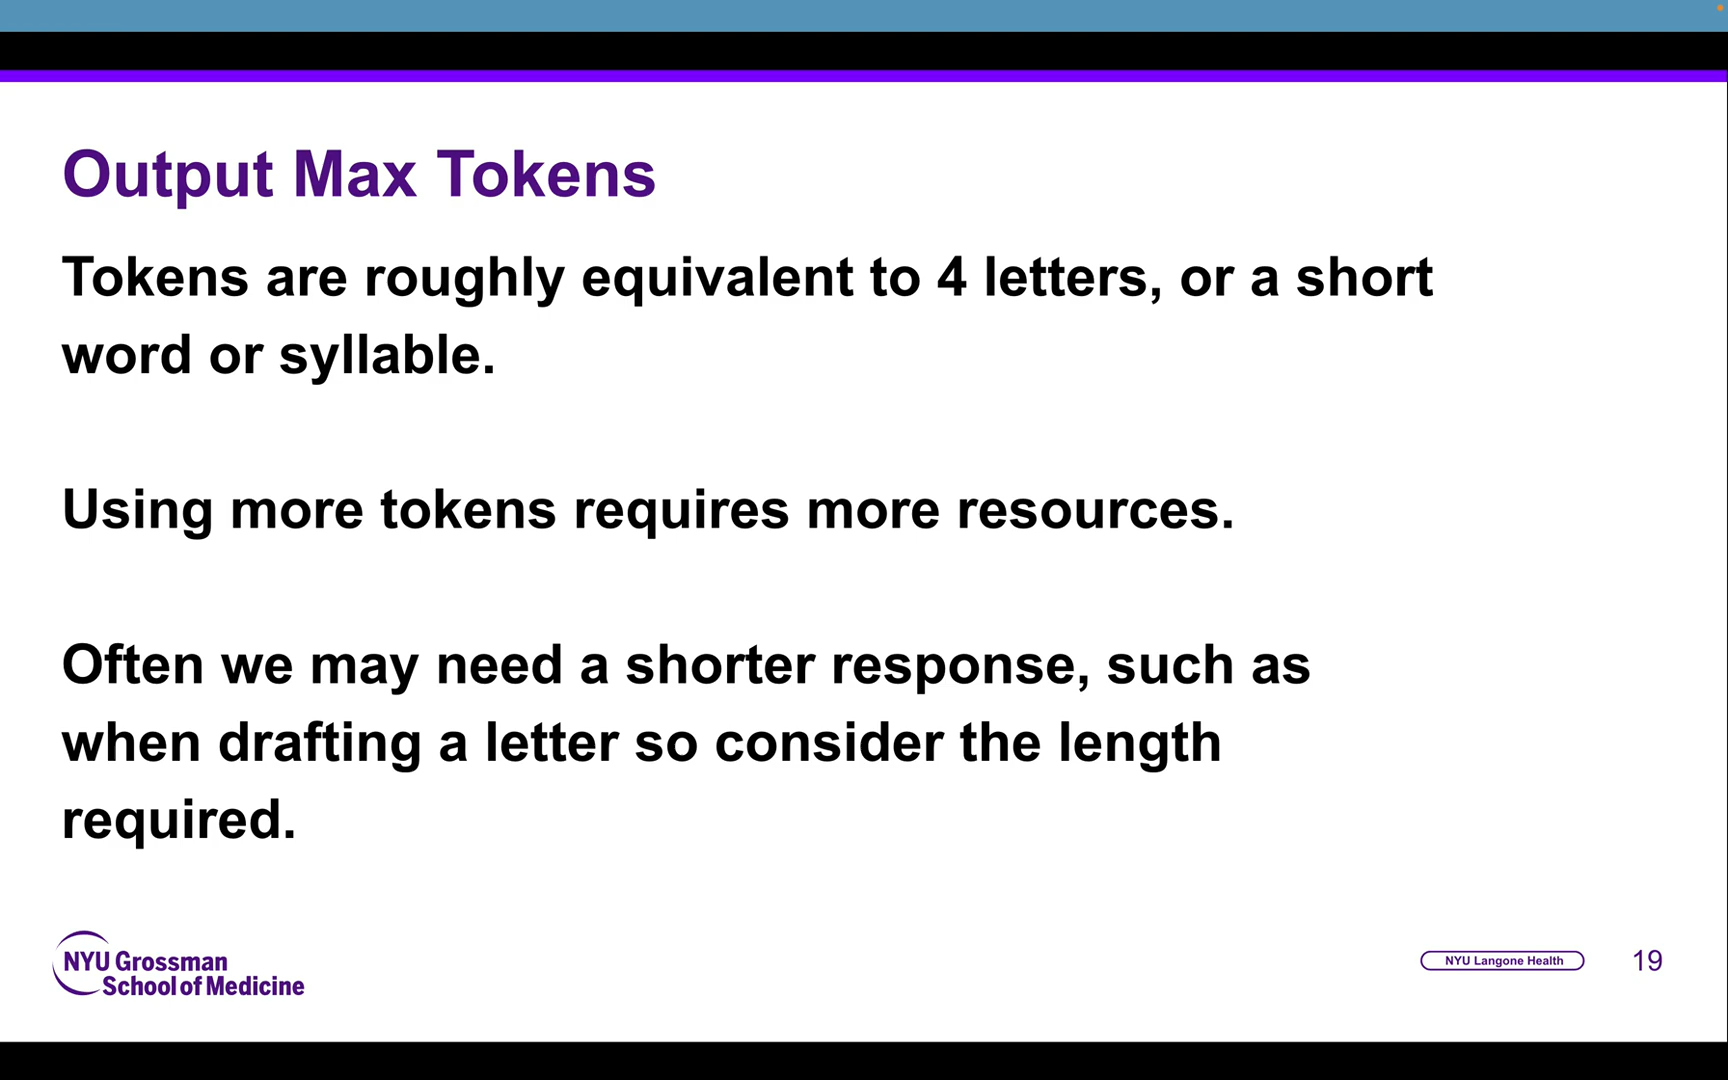 Output Max Tokens
Tokens are roughly equivalent to 4 letters, or a short
word or syllable.
Using more tokens requires more resources.
Often we may need a shorter response, such as
when drafting a letter so consider the length
required.
NYU Grossman
School of Medicine
NYU Langone Health
19